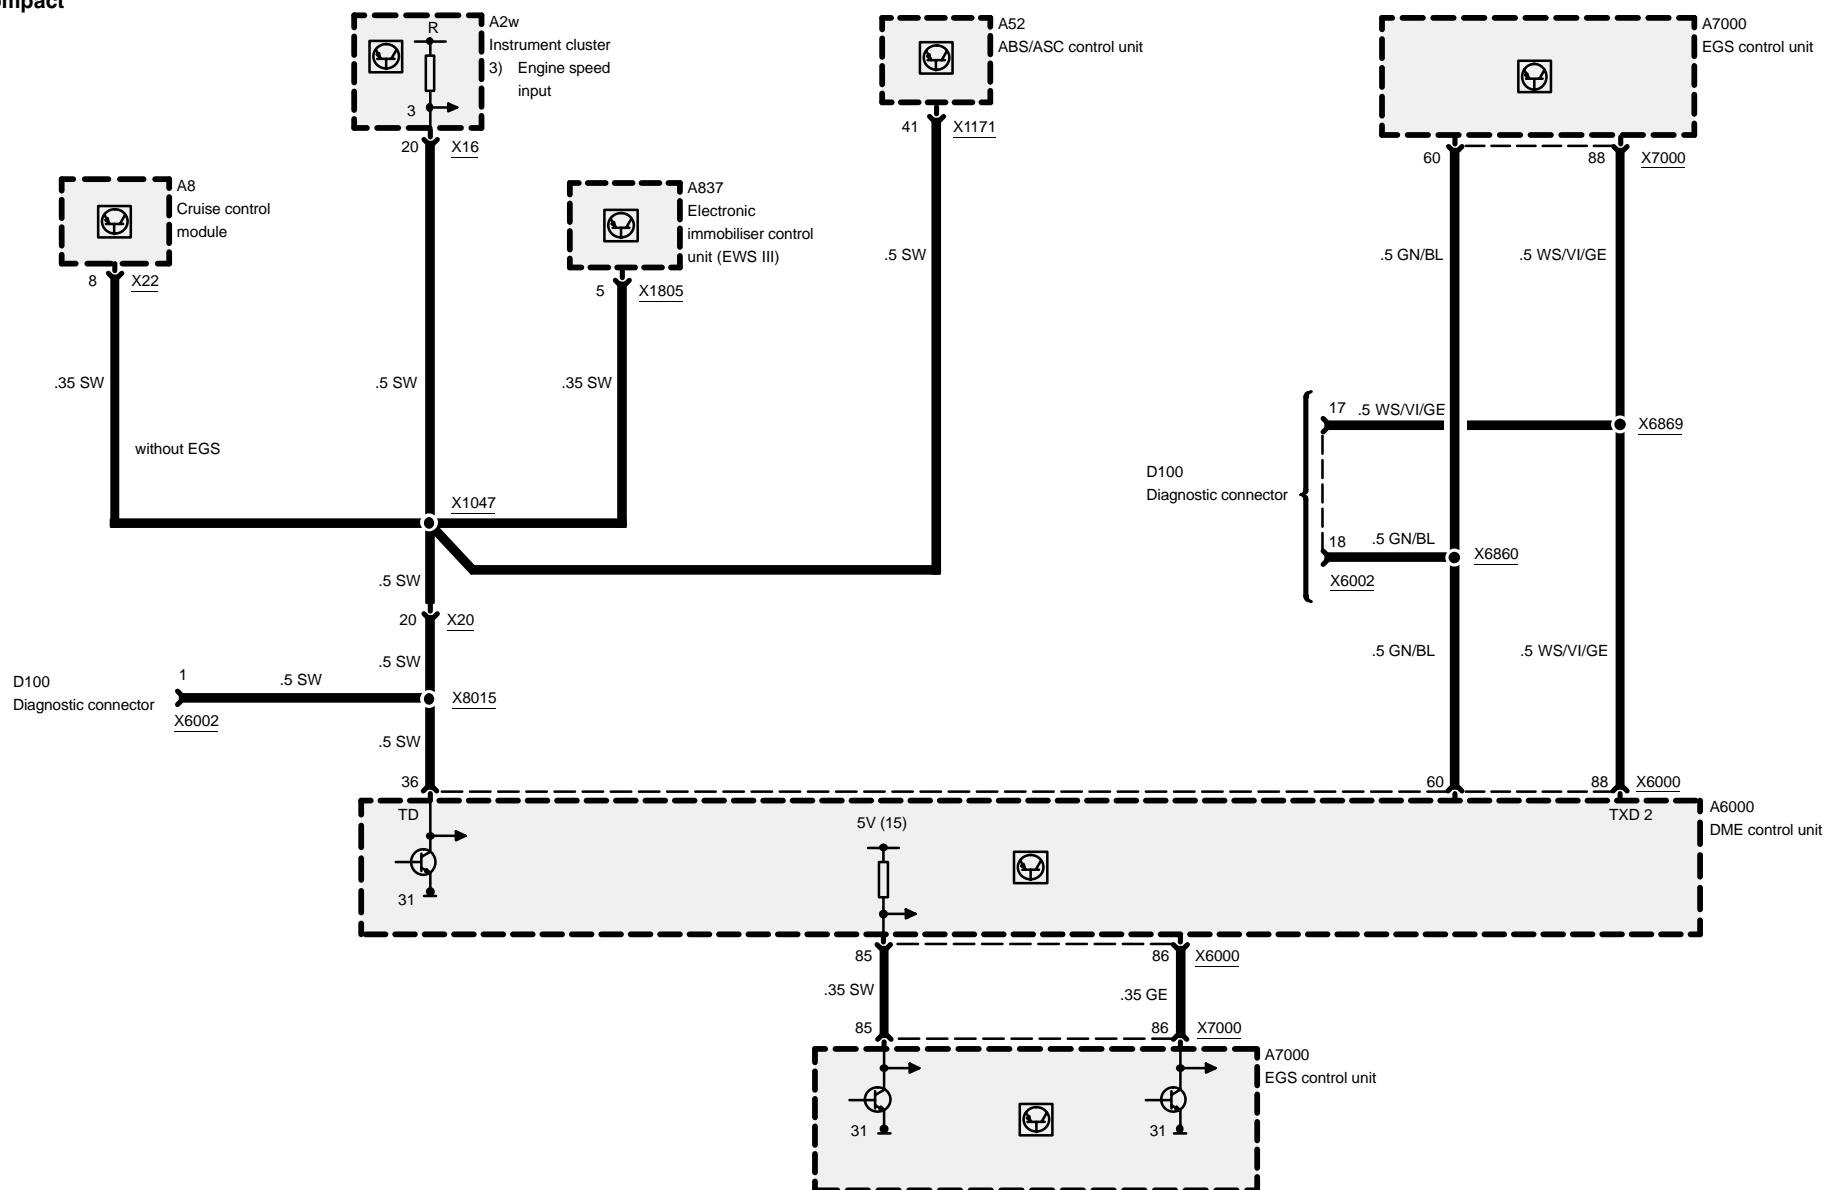 A2w
Instrument cluster
3) Engine speed
input
R
3
20 X16
A52
ABS/ASC control unit
41 X1171
A7000
EGS control unit
60 88 X7000
A8
Cruise control
module
8 X22
A837
Electronic
immobiliser control
unit (EWS III)
5 X1805
.5 SW
.5 GN/BL
.5 WS/VI/GE
.35 SW
.5 SW
.35 SW
without EGS
17 .5 WS/VI/GE
X6869
D100
Diagnostic connector
18 .5 GN/BL
X6860
X6002
X1047
.5 SW
20 X20
.5 SW
.5 GN/BL
.5 WS/VI/GE
D100
Diagnostic connector
1
.5 SW
X6002
X8015
.5 SW
36
60 88 X6000
TD
5V (15)
TXD 2
A6000
DME control unit
31
85 86 X6000
.35 SW
.35 GE
85 86 X7000
A7000
EGS control unit
31
31